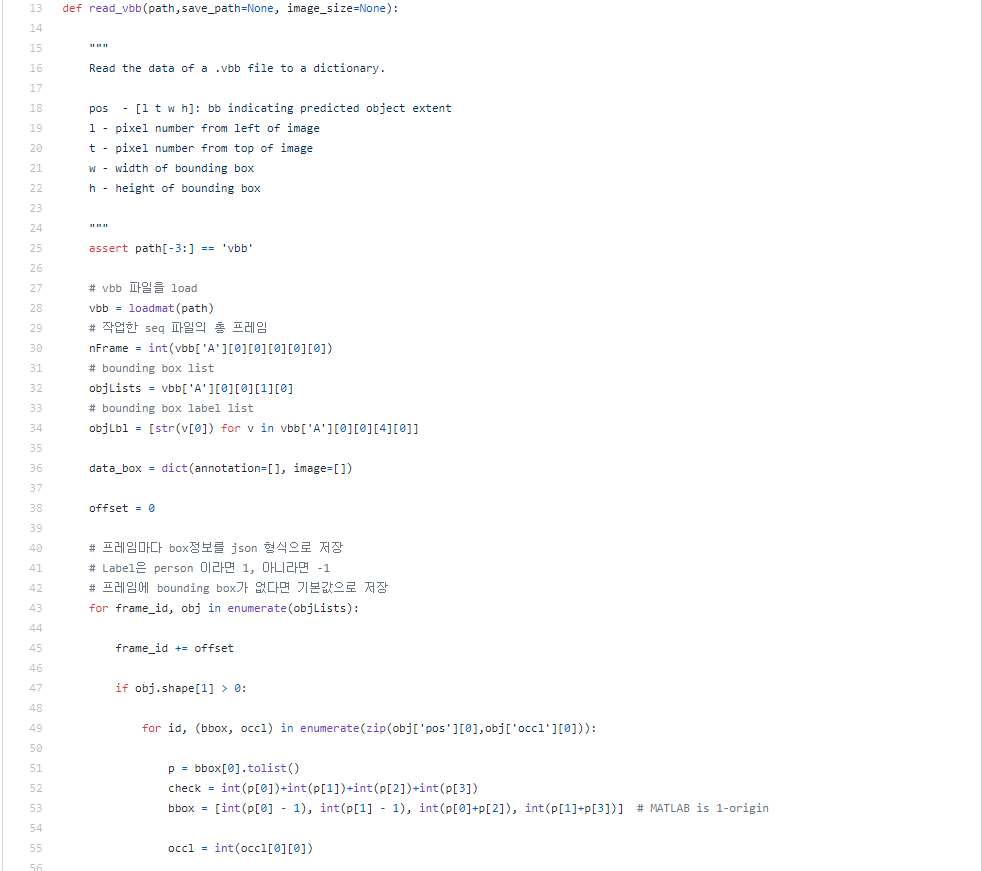 13 def read_vbb(path,save_path=None, image_size=None):
14
15     """
16     Read the data of a .vbb file to a dictionary.
17
18     pos  - [l t w h]: bb indicating predicted object extent
19     l - pixel number from left of image
20     t - pixel number from top of image
21     w - width of bounding box
22     h - height of bounding box
23
24     """
25     assert path[-3:] == 'vbb'
26
27     # vbb 파일을 load
28     vbb = loadmat(path)
29     # 작업한 seq 파일의 총 프레임
30     nFrame = int(vbb['A'][0][0][0][0][0])
31     # bounding box list
32     objLists = vbb['A'][0][0][1][0]
33     # bounding box label list
34     objLbl = [str(v[0]) for v in vbb['A'][0][0][4][0]]
35
36     data_box = dict(annotation=[], image=[])
37
38     offset = 0
39
40     # 프레임마다 box정보를 json 형식으로 저장
41     # Label은 person 이라면 1, 아니라면 -1
42     # 프레임에 bounding box가 없다면 기본값으로 저장
43     for frame_id, obj in enumerate(objLists):
44
45         frame_id += offset
46
47         if obj.shape[1] > 0:
48
49             for id, (bbox, occl) in enumerate(zip(obj['pos'][0],obj['occl'][0])):
50
51                 p = bbox[0].tolist()
52                 check = int(p[0])+int(p[1])+int(p[2])+int(p[3])
53                 bbox = [int(p[0] - 1), int(p[1] - 1), int(p[0]+p[2]), int(p[1]+p[3])]  # MATLAB is 1-origin
54
55                 occl = int(occl[0][0])
56